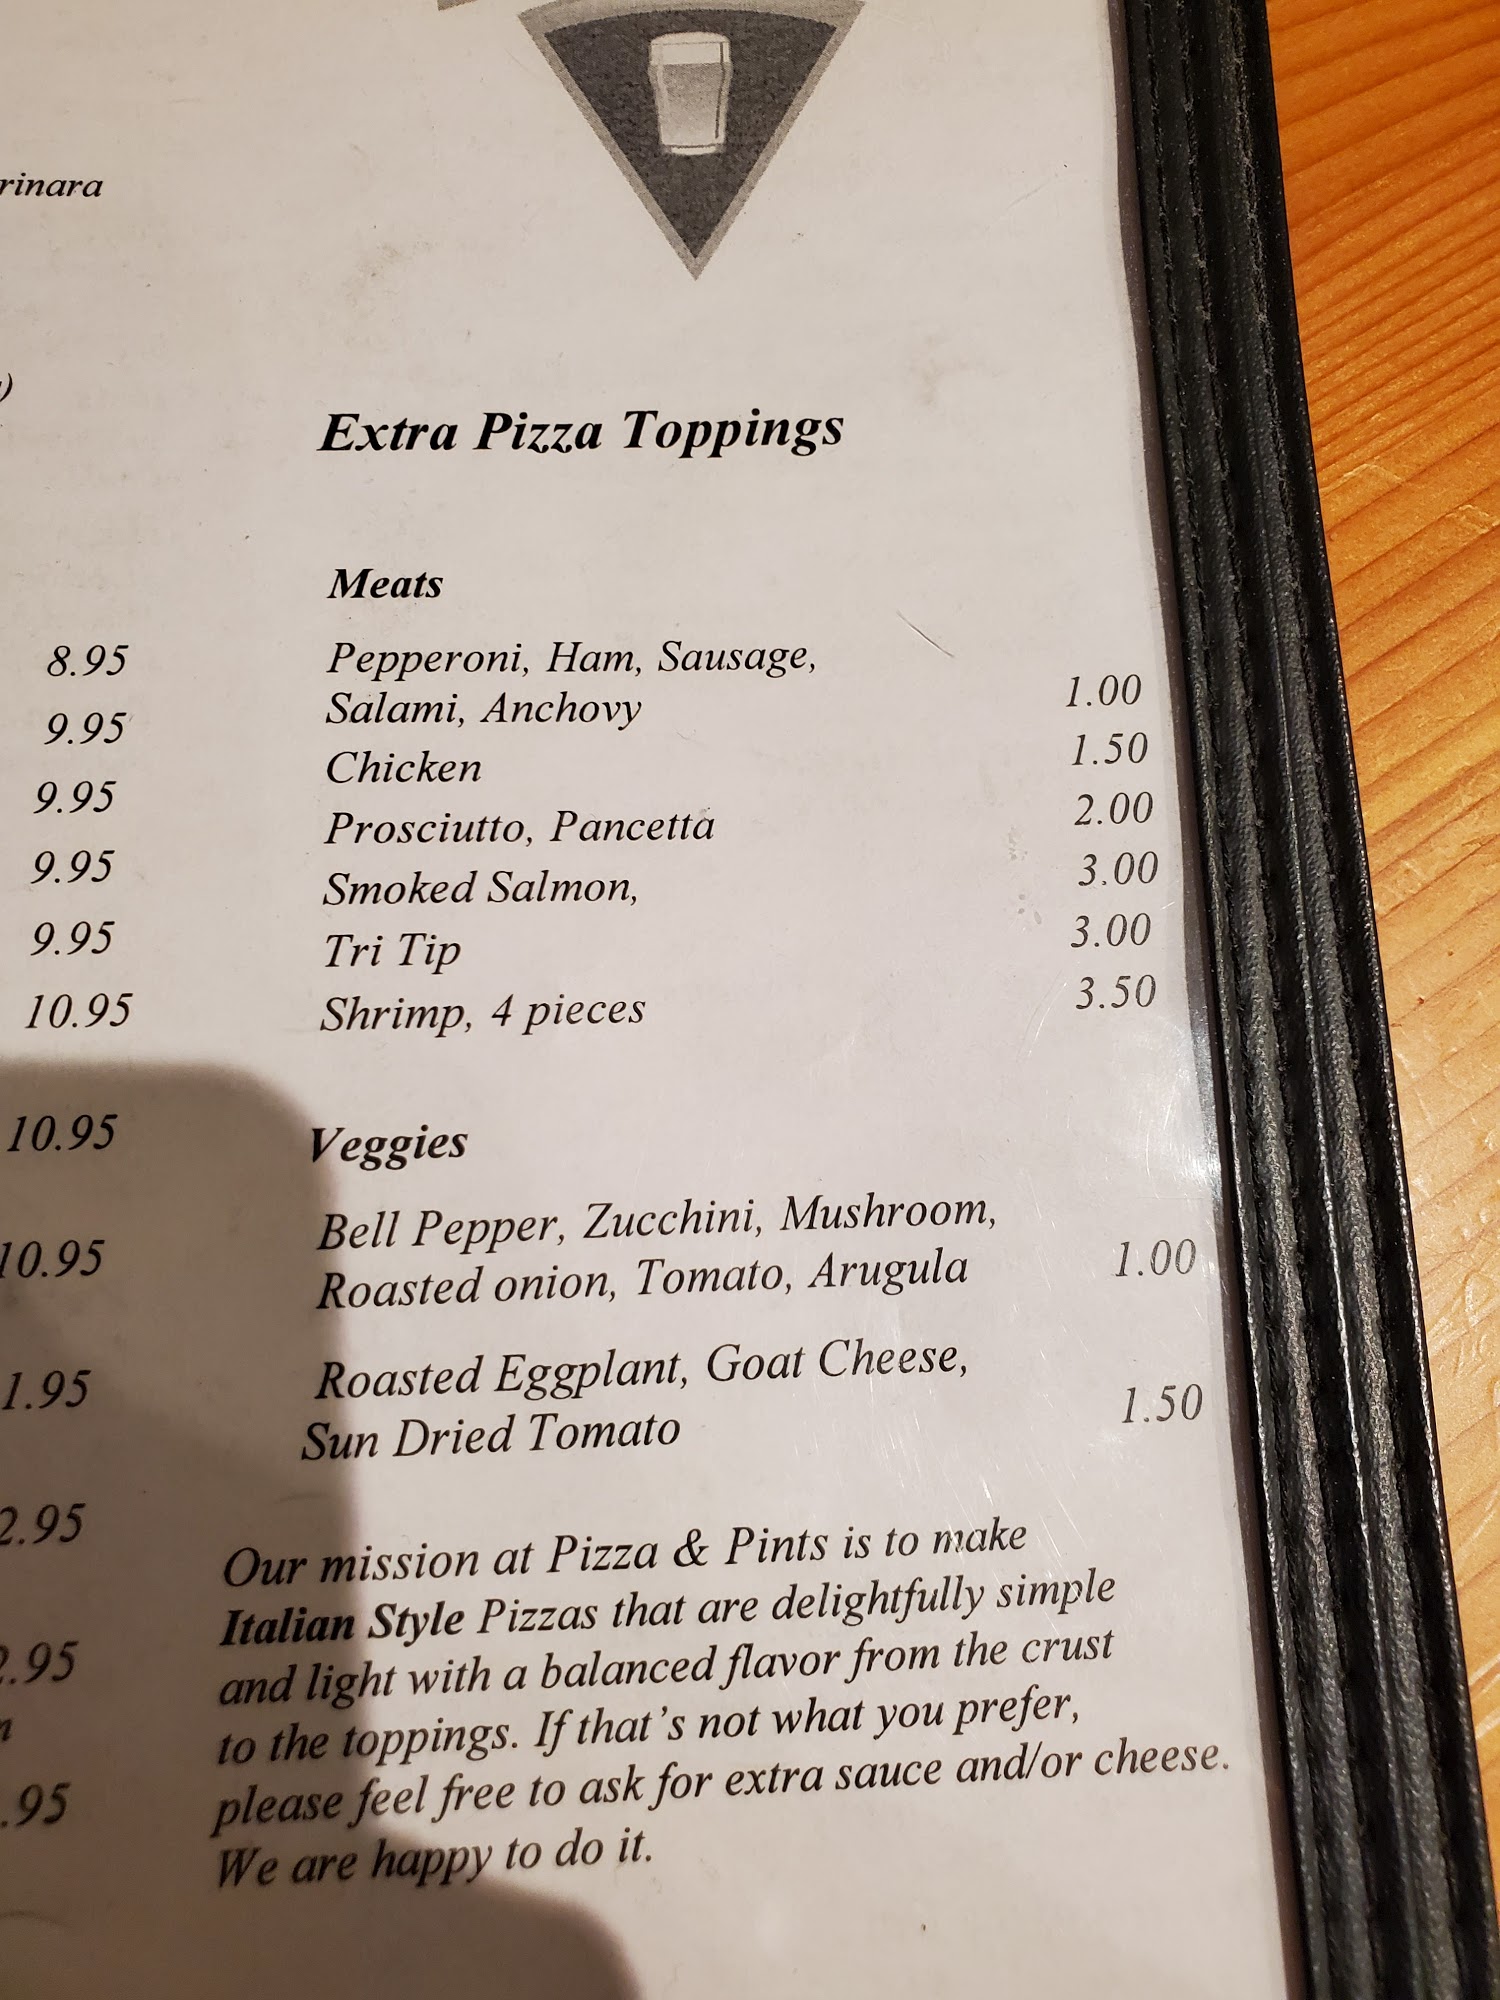 rinara
8.95
9.95
9.95
9.95
9.95
10.95
10.95
10.95
1.95
2.95
2.95
.95
Extra Pizza Toppings
Meats
Pepperoni, Ham, Sausage,
Salami, Anchovy 1.00
Chicken 1.50
Prosciutto, Pancetta 2.00
Smoked Salmon, 3.00
Tri Tip 3.00
Shrimp, 4 pieces 3.50
Veggies
Bell Pepper, Zucchini, Mushroom,
Roasted onion, Tomato, Arugula 1.00
Roasted Eggplant, Goat Cheese,
Sun Dried Tomato 1.50
Our mission at Pizza & Pints is to make
Italian Style Pizzas that are delightfully simple
and light with a balanced flavor from the crust
to the toppings. If that's not what you prefer,
please feel free to ask for extra sauce and/or cheese.
We are happy to do it.